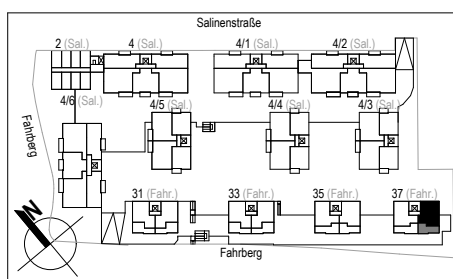 Salinenstraße
2 (Sal.) 4 (Sal.) 4/1 (Sal.) 4/2 (Sal.)
4/6 (Sal.) 4/5 (Sal.) 4/4 (Sal.) 4/3 (Sal.)
Fahrberg
31 (Fahr.) 33 (Fahr.) 35 (Fahr.) 37 (Fahr.)
N
Fahrberg